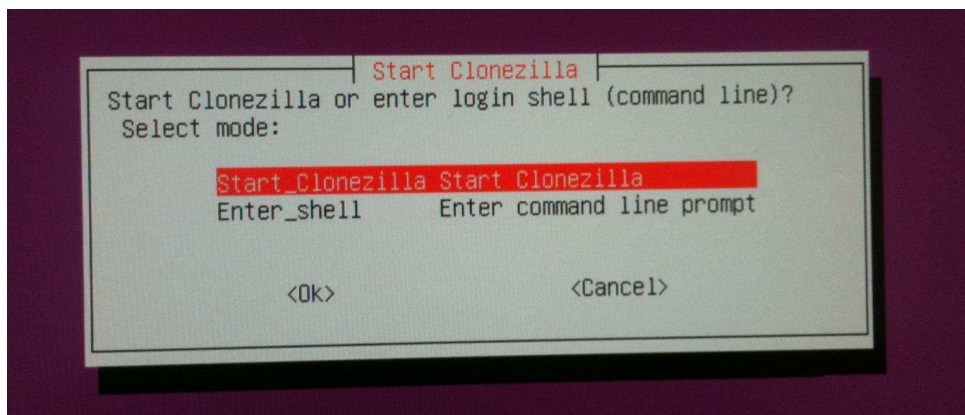 Start Clonezilla
Start Clonezilla or enter login shell (command line)?
Select mode:
Start_Clonezilla Start Clonezilla
Enter_shell Enter command line prompt
<Ok> <Cancel>